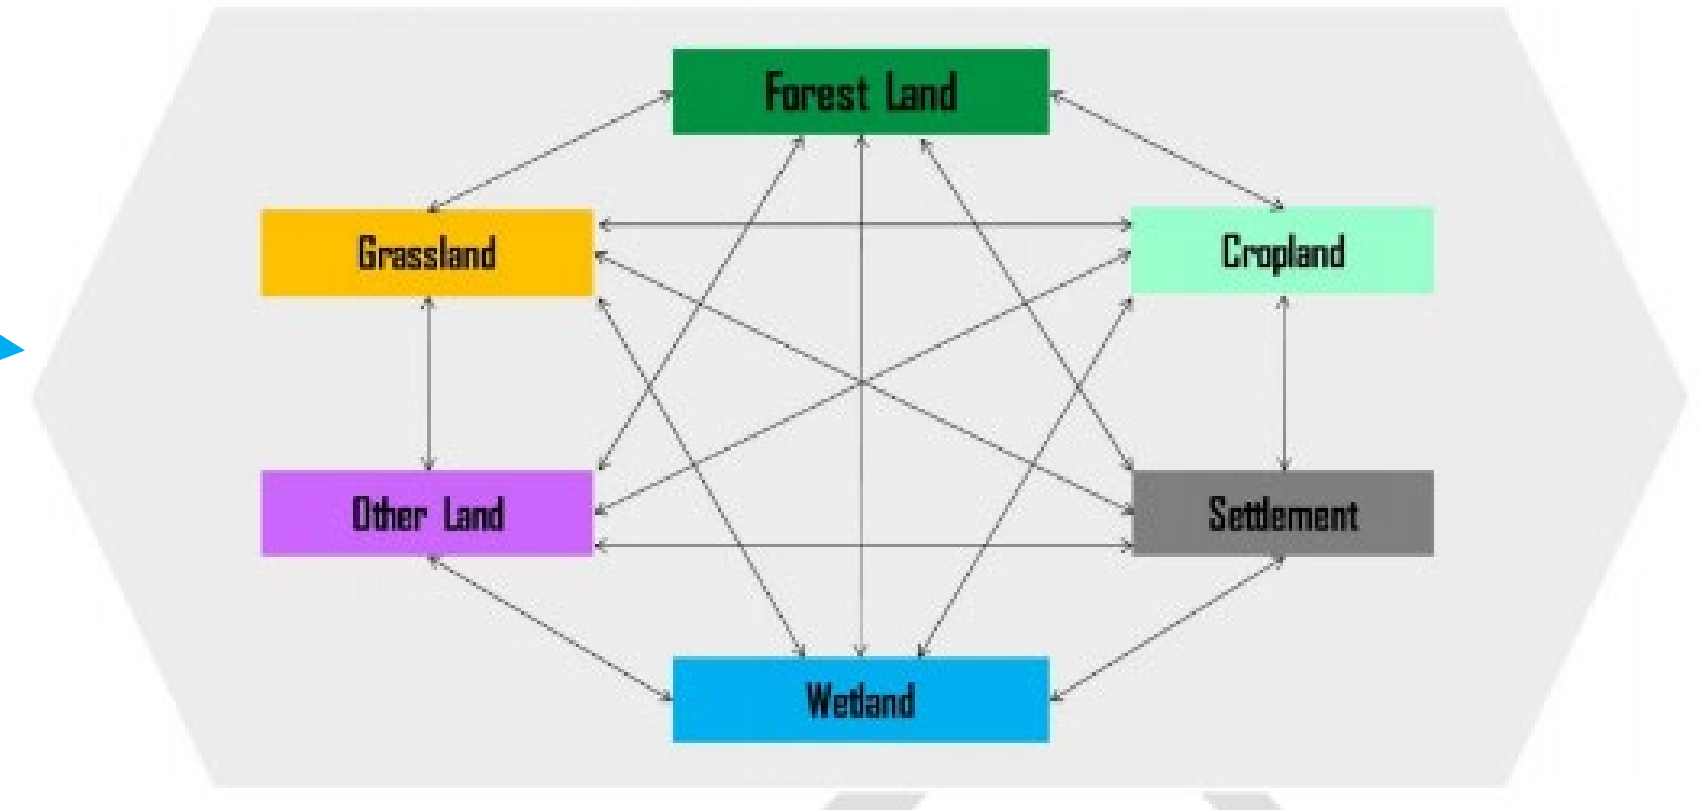 Forest Land
Grassland
Cropland
Other Land
Settlement
Wetland